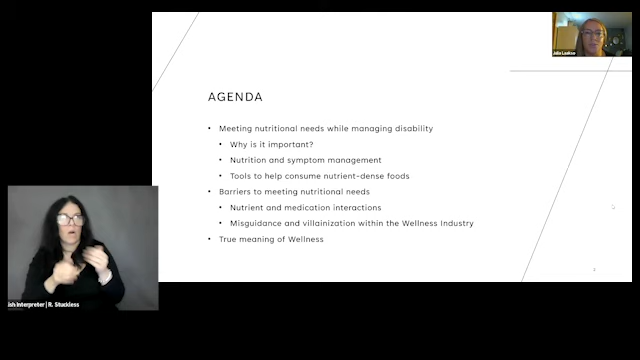 Julia Laakso
AGENDA
• Meeting nutritional needs while managing disability
• Why is it important?
• Nutrition and symptom management
• Tools to help consume nutrient-dense foods
• Barriers to meeting nutritional needs
• Nutrient and medication interactions
• Misguidance and villainization within the Wellness Industry
• True meaning of Wellness
2
ish Interpreter | R. Stuckless